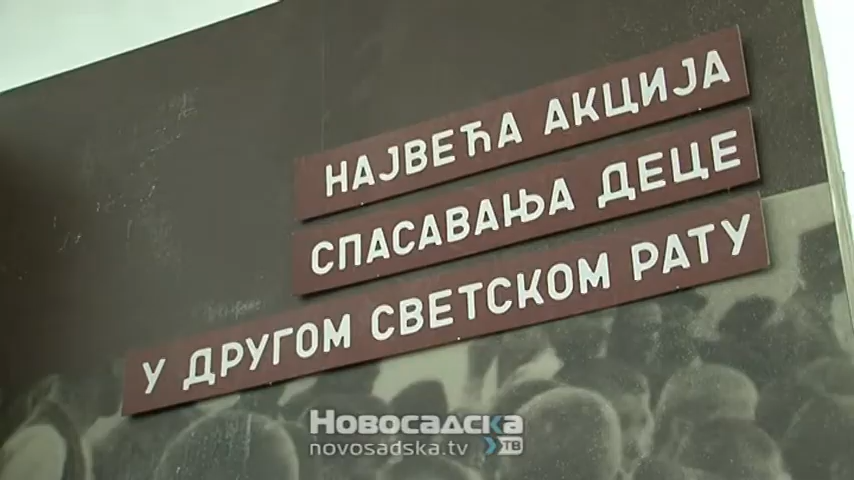 НАЈВЕЋА АКЦИЈА
СПАСАВАЊА ДЕЦЕ
У ДРУГОМ СВЕТСКОМ РАТУ
НОВОСАДСКА
novosadska.tv ТВ